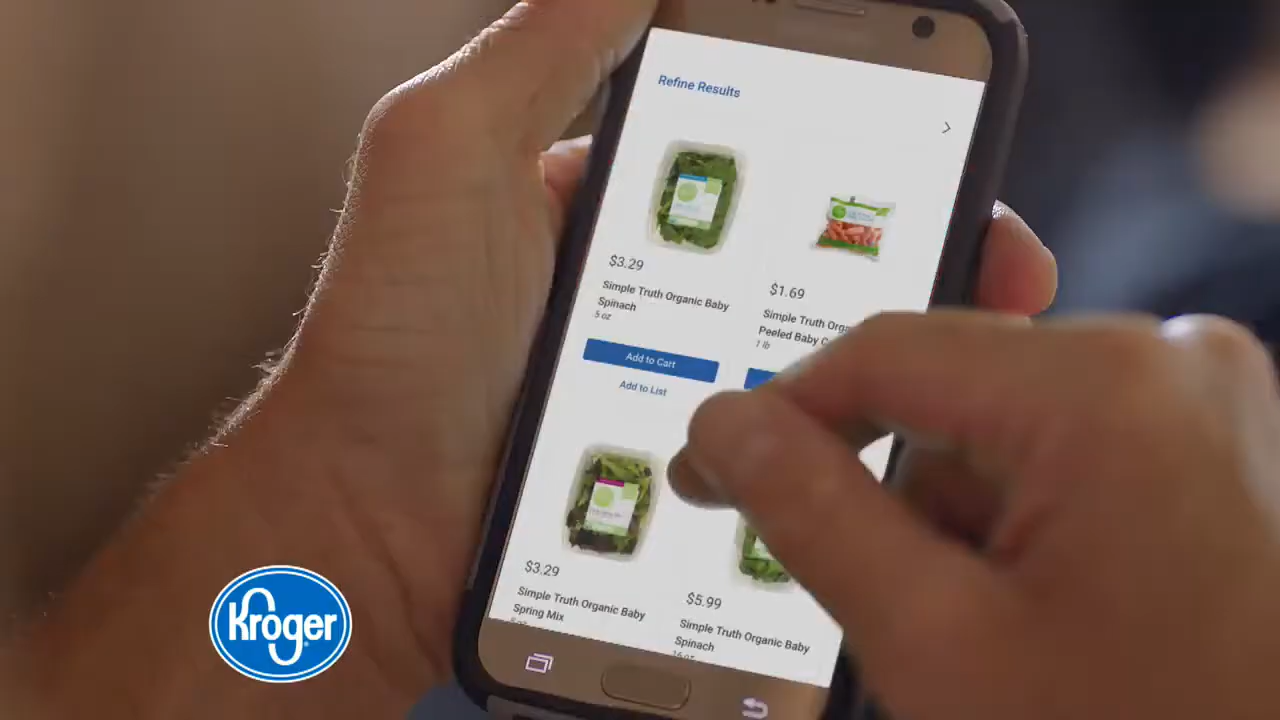 Refine Results
$3.29
Simple Truth Organic Baby
Spinach
5 oz
Add to Cart
Add to List
$1.69
Simple Truth
Peeled Baby
1 lb
$3.29
Simple Truth Organic Baby
Spring Mix
$5.99
Simple Truth Organic Baby
Spinach
16 oz
Kroger